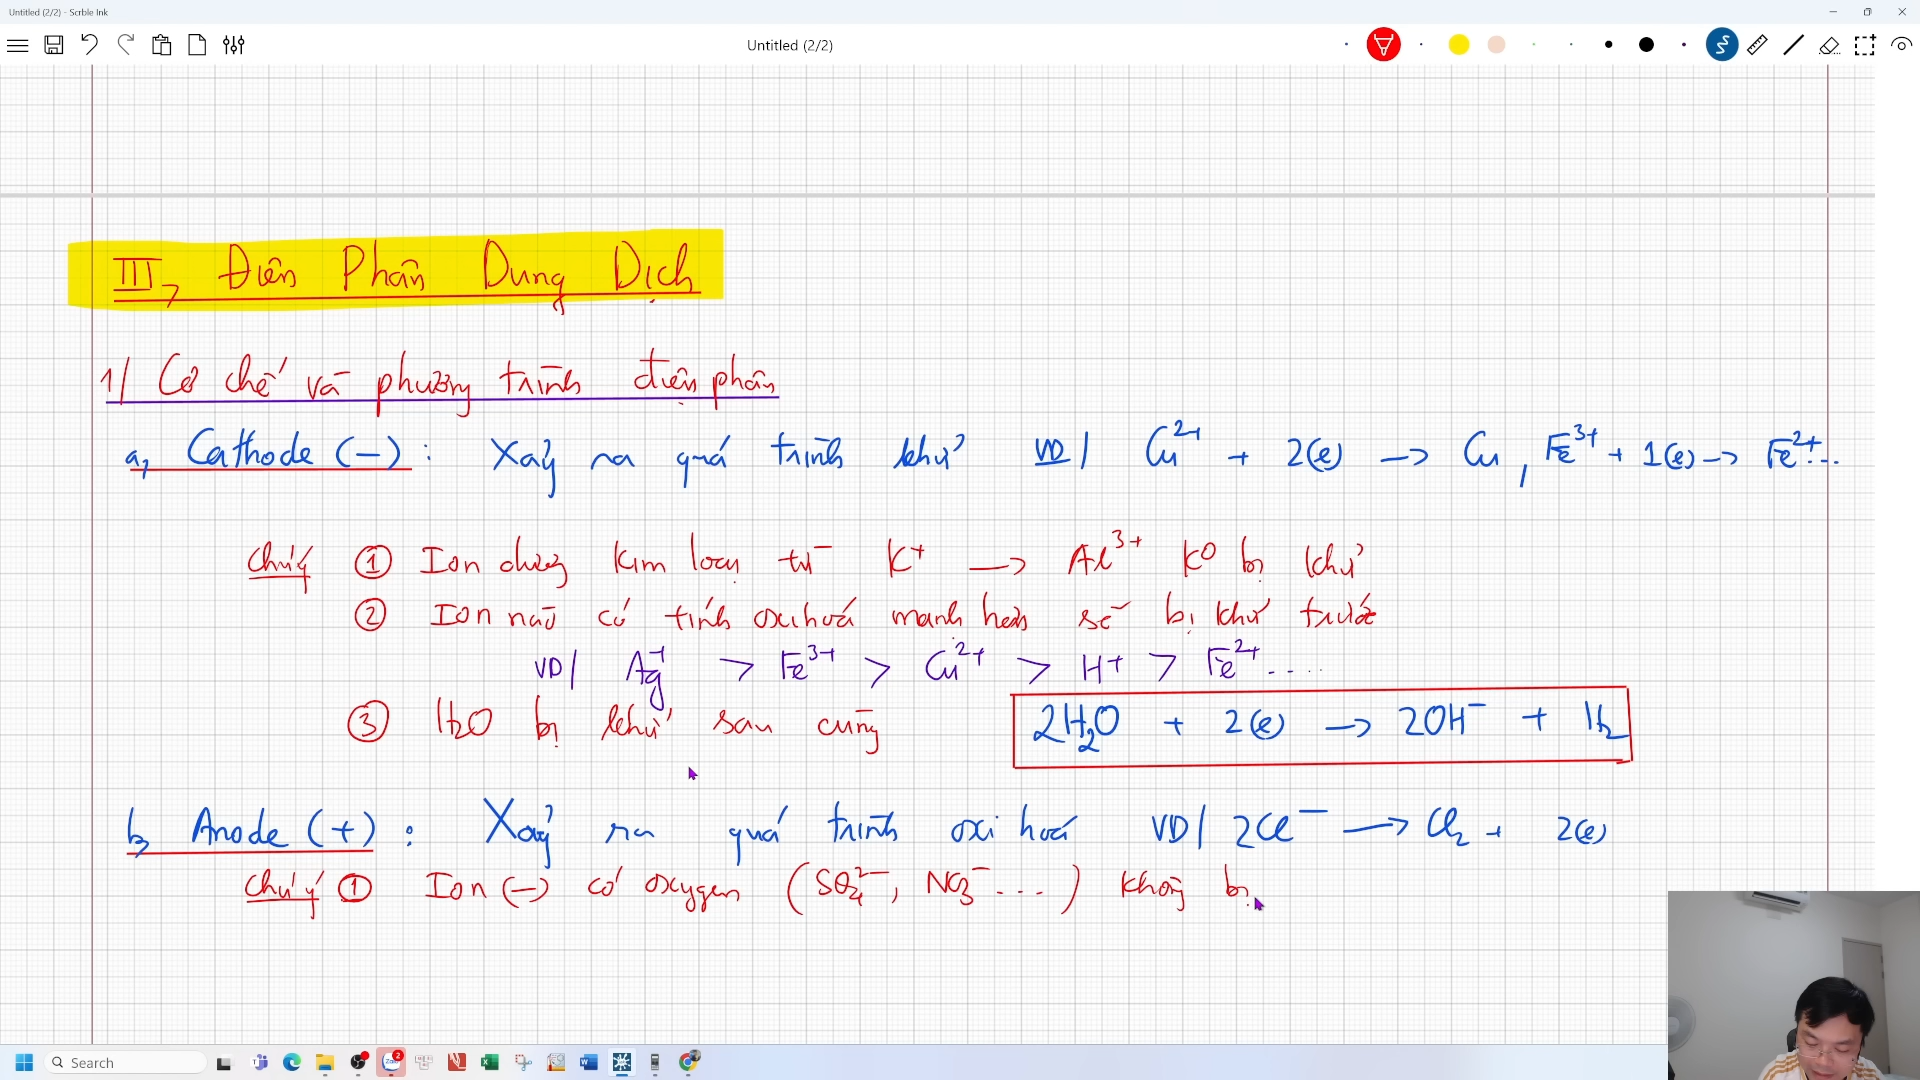 Untitled (2/2) - Scrble Ink
Untitled (2/2)
III, Điện Phân Dung Dịch
1/ Cơ chế và phương trình điện phân
a, Cathode (-) : Xảy ra quá trình khử VD/ Cu²⁺ + 2(e) → Cu , Fe³⁺ + 1(e) → Fe²⁺...
Chú ý ① Ion dương kim loại từ K⁺ → Al³⁺ K⁰ bị khử
② Ion nào có tính oxi hoá mạnh hơn sẽ bị khử trước
VD/ Ag⁺ > Fe³⁺ > Cu²⁺ > H⁺ > Fe²⁺ ....
③ H₂O bị khử sau cùng 2H₂O + 2(e) → 2OH⁻ + H₂
b, Anode (+) : Xảy ra quá trình oxi hoá VD/ 2Cl⁻ → Cl₂ + 2(e)
Chú ý ① Ion (-) có oxygen (SO₄²⁻, NO₃⁻ ...) không bị
Search